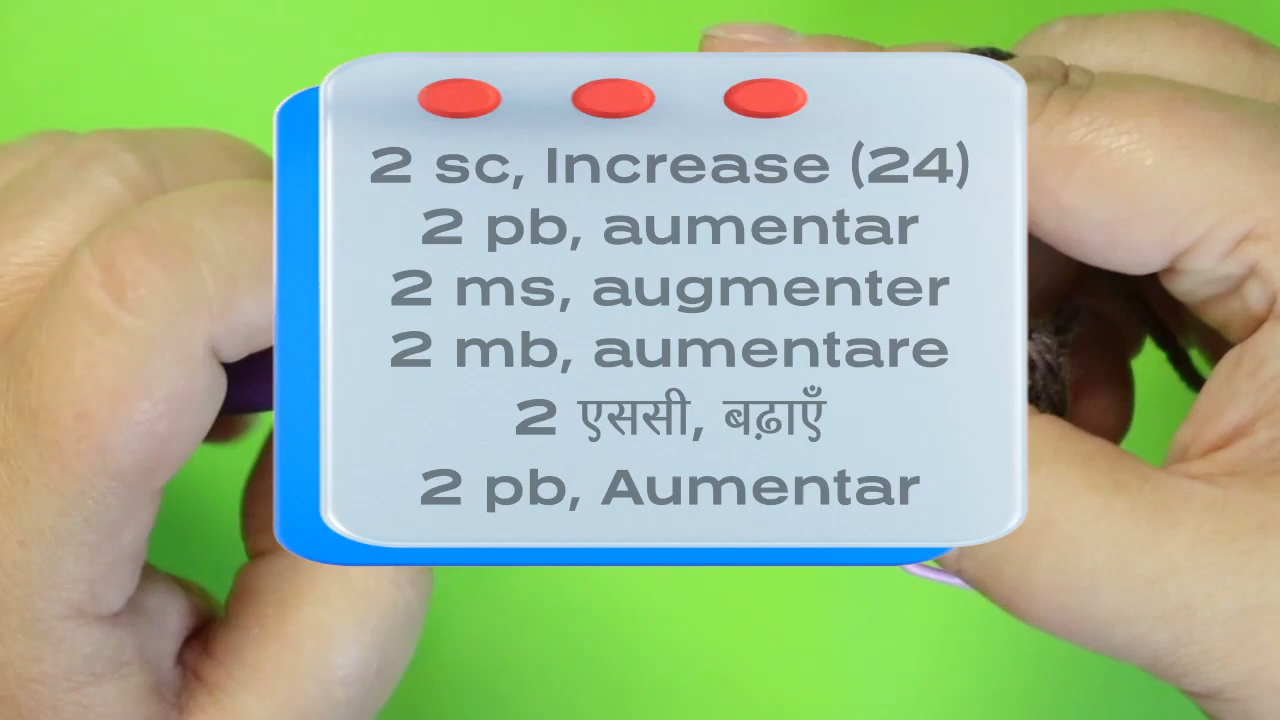 2 sc, Increase (24)
2 pb, aumentar
2 ms, augmenter
2 mb, aumentare
2 एससी, बढ़ाएँ
2 pb, Aumentar